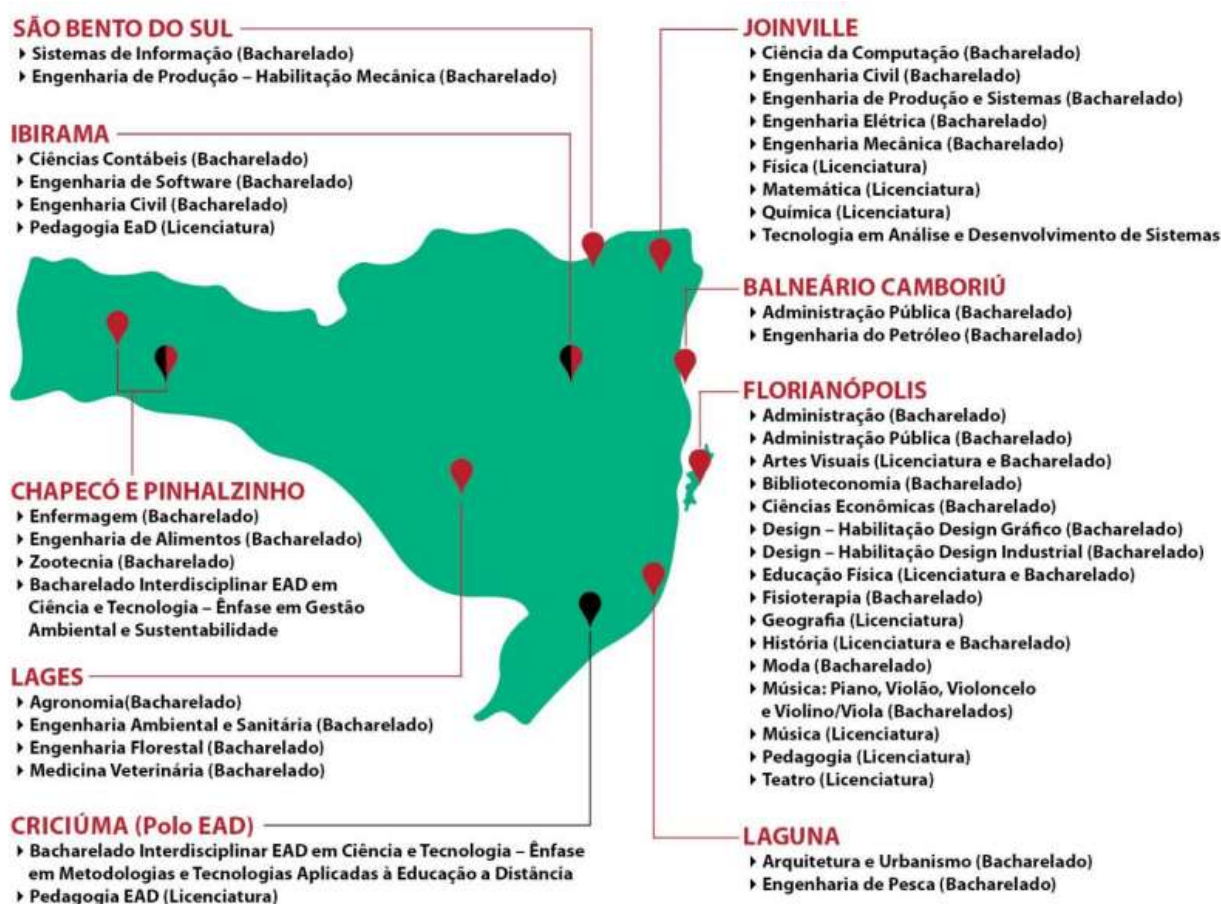 SÃO BENTO DO SUL
Sistemas de Informação (Bacharelado)
Engenharia de Produção – Habilitação Mecânica (Bacharelado)
IBIRAMA
Ciências Contábeis (Bacharelado)
Engenharia de Software (Bacharelado)
Engenharia Civil (Bacharelado)
Pedagogia EaD (Licenciatura)
CHAPECÓ E PINHALZINHO
Enfermagem (Bacharelado)
Engenharia de Alimentos (Bacharelado)
Zootecnia (Bacharelado)
Bacharelado Interdisciplinar EAD em
Ciência e Tecnologia – Ênfase em Gestão
Ambiental e Sustentabilidade
LAGES
Agronomia(Bacharelado)
Engenharia Ambiental e Sanitária (Bacharelado)
Engenharia Florestal (Bacharelado)
Medicina Veterinária (Bacharelado)
CRICIÚMA (Polo EAD)
Bacharelado Interdisciplinar EAD em Ciência e Tecnologia – Ênfase
em Metodologias e Tecnologias Aplicadas à Educação a Distância
Pedagogia EAD (Licenciatura)
JOINVILLE
Ciência da Computação (Bacharelado)
Engenharia Civil (Bacharelado)
Engenharia de Produção e Sistemas (Bacharelado)
Engenharia Elétrica (Bacharelado)
Engenharia Mecânica (Bacharelado)
Física (Licenciatura)
Matemática (Licenciatura)
Química (Licenciatura)
Tecnologia em Análise e Desenvolvimento de Sistemas
BALNEÁRIO CAMBORIÚ
Administração Pública (Bacharelado)
Engenharia do Petróleo (Bacharelado)
FLORIANÓPOLIS
Administração (Bacharelado)
Administração Pública (Bacharelado)
Artes Visuais (Licenciatura e Bacharelado)
Biblioteconomia (Bacharelado)
Ciências Econômicas (Bacharelado)
Design – Habilitação Design Gráfico (Bacharelado)
Design – Habilitação Design Industrial (Bacharelado)
Educação Física (Licenciatura e Bacharelado)
Fisioterapia (Bacharelado)
Geografia (Licenciatura)
História (Licenciatura e Bacharelado)
Moda (Bacharelado)
Música: Piano, Violão, Violoncelo
e Violino/Viola (Bacharelados)
Música (Licenciatura)
Pedagogia (Licenciatura)
Teatro (Licenciatura)
LAGUNA
Arquitetura e Urbanismo (Bacharelado)
Engenharia de Pesca (Bacharelado)